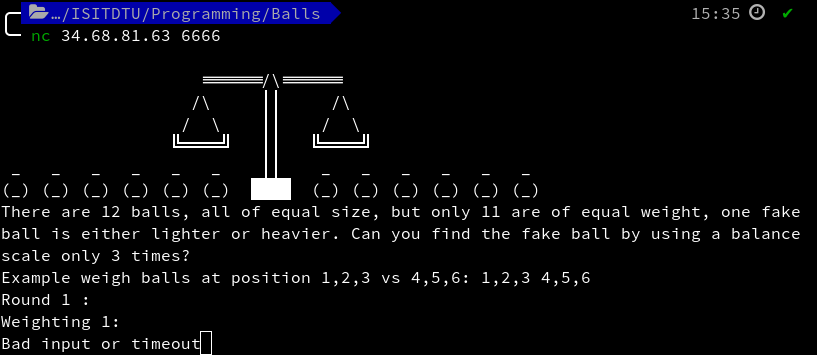 …/ISITDTU/Programming/Balls 15:35
nc 34.68.81.63 6666
There are 12 balls, all of equal size, but only 11 are of equal weight, one fake
ball is either lighter or heavier. Can you find the fake ball by using a balance
scale only 3 times?
Example weigh balls at position 1,2,3 vs 4,5,6: 1,2,3 4,5,6
Round 1 :
Weighting 1:
Bad input or timeout